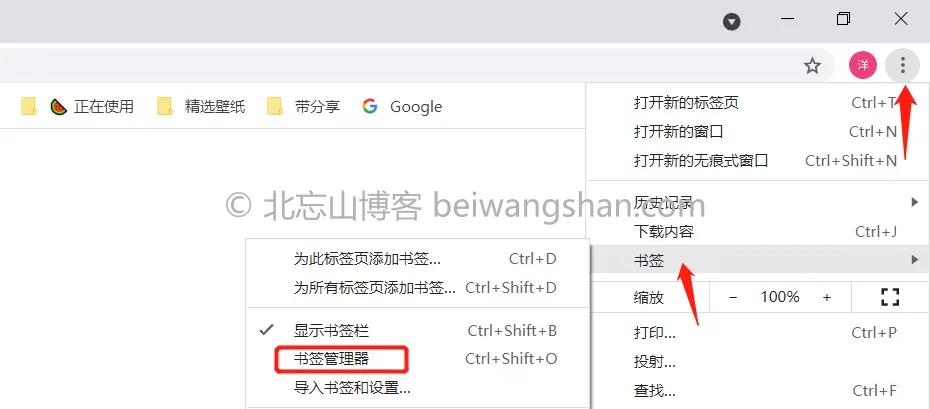 洋
正在使用 精选壁纸 带分享 Google
打开新的标签页 Ctrl+T
打开新的窗口 Ctrl+N
打开新的无痕式窗口 Ctrl+Shift+N
© 北忘山博客 beiwangshan.com
历史记录
下载内容 Ctrl+J
书签
为此标签页添加书签... Ctrl+D
为所有标签页添加书签... Ctrl+Shift+D
显示书签栏 Ctrl+Shift+B
书签管理器 Ctrl+Shift+O
导入书签和设置...
缩放 − 100% +
打印... Ctrl+P
投射...
查找... Ctrl+F